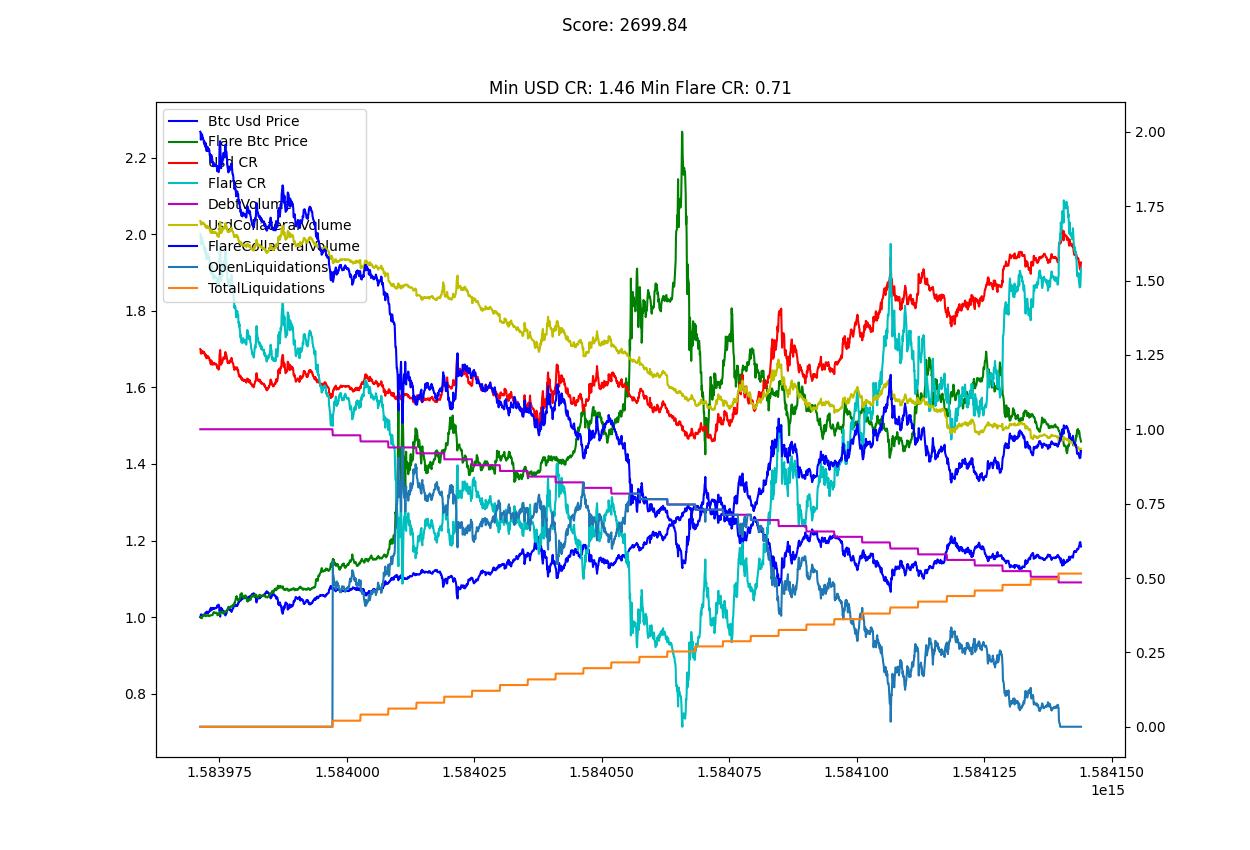 Score: 2699.84
Min USD CR: 1.46 Min Flare CR: 0.71
Btc Usd Price
Flare Btc Price
Usd CR
Flare CR
DebtVolume
UsdCollateralVolume
FlareCollateralVolume
OpenLiquidations
TotalLiquidations
2.2
2.0
1.8
1.6
1.4
1.2
1.0
0.8
2.00
1.75
1.50
1.25
1.00
0.75
0.50
0.25
0.00
1.583975 1.584000 1.584025 1.584050 1.584075 1.584100 1.584125 1.584150
1e15